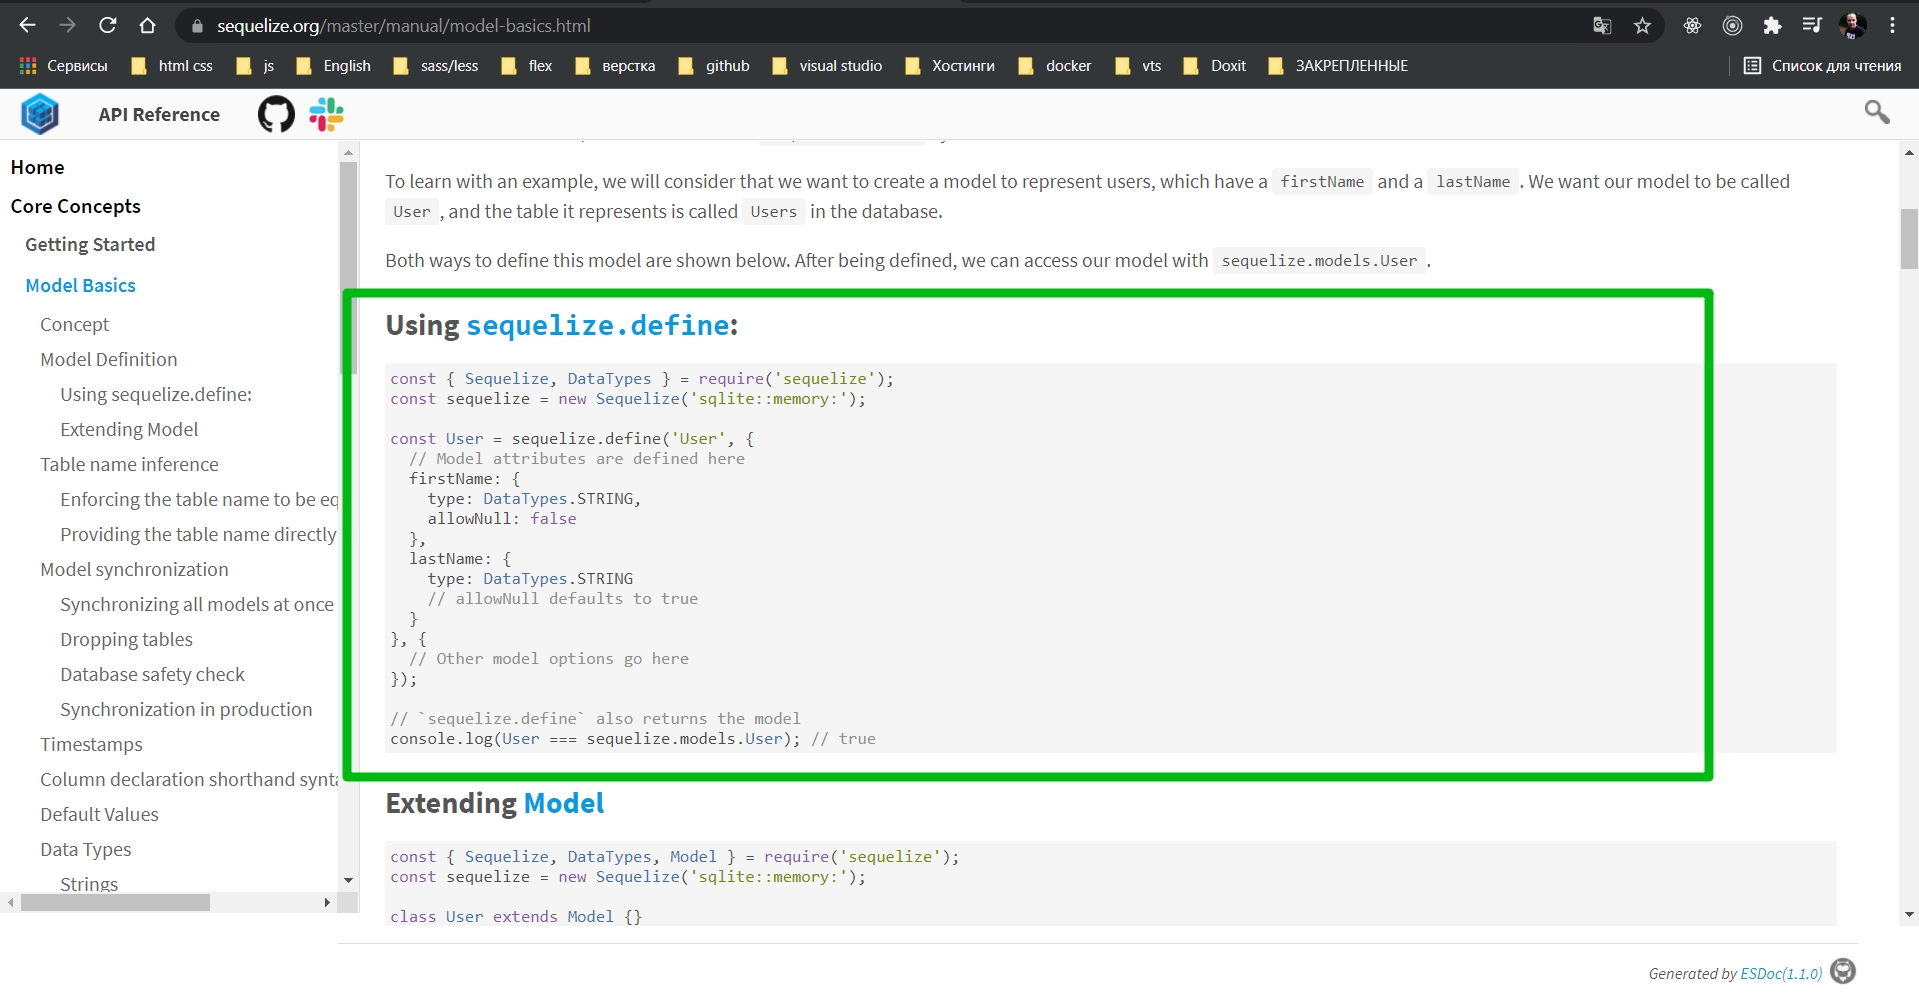 sequelize.org/master/manual/model-basics.html
Сервисы html css js English sass/less flex верстка github visual studio Хостинги docker vts Doxit ЗАКРЕПЛЕННЫЕ Список для чтения
API Reference
Home
Core Concepts
Getting Started
Model Basics
Concept
Model Definition
Using sequelize.define:
Extending Model
Table name inference
Enforcing the table name to be eq
Providing the table name directly
Model synchronization
Synchronizing all models at once
Dropping tables
Database safety check
Synchronization in production
Timestamps
Column declaration shorthand synta
Default Values
Data Types
Strings
To learn with an example, we will consider that we want to create a model to represent users, which have a firstName and a lastName . We want our model to be called
User , and the table it represents is called Users in the database.
Both ways to define this model are shown below. After being defined, we can access our model with sequelize.models.User .
Using sequelize.define:
const { Sequelize, DataTypes } = require('sequelize');
const sequelize = new Sequelize('sqlite::memory:');
const User = sequelize.define('User', {
// Model attributes are defined here
firstName: {
type: DataTypes.STRING,
allowNull: false
},
lastName: {
type: DataTypes.STRING
// allowNull defaults to true
}
}, {
// Other model options go here
});
// `sequelize.define` also returns the model
console.log(User === sequelize.models.User); // true
Extending Model
const { Sequelize, DataTypes, Model } = require('sequelize');
const sequelize = new Sequelize('sqlite::memory:');
class User extends Model {}
Generated by ESDoc(1.1.0)